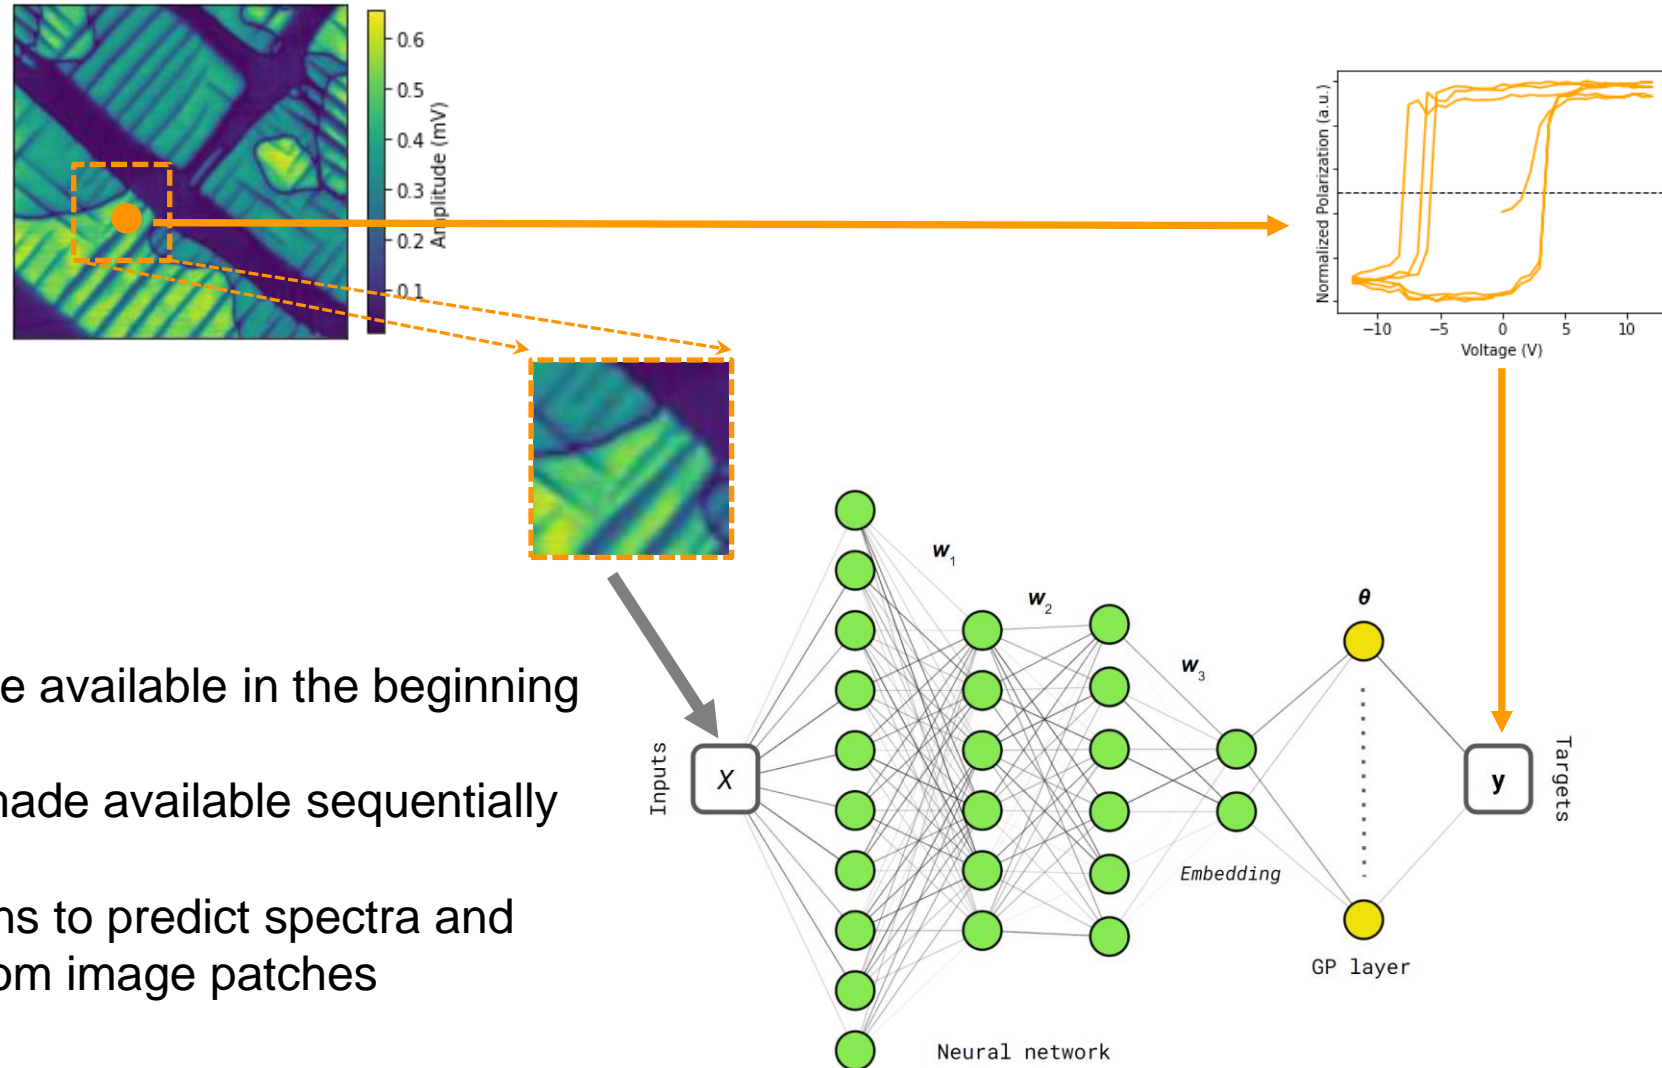 0.6
0.5
0.4
0.3
0.2
0.1
Amplitude (mV)
Normalized Polarization (a.u.)
−10 −5 0 5 10
Voltage (V)
e available in the beginning
made available sequentially
ns to predict spectra and
om image patches
w1
w2
w3
θ
Inputs
X
y
Targets
Embedding
GP layer
Neural network